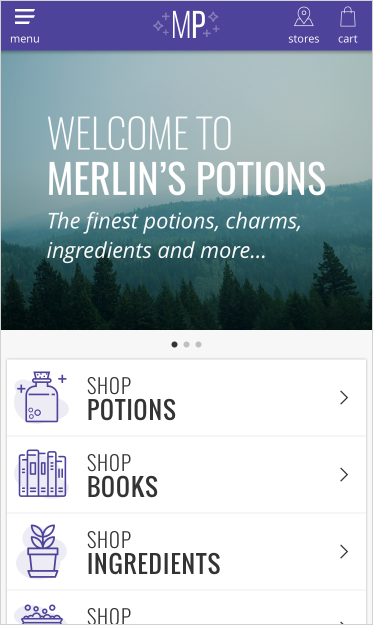 MP
menu
stores
cart
WELCOME TO
MERLIN'S POTIONS
The finest potions, charms,
ingredients and more...
SHOP
POTIONS
SHOP
BOOKS
SHOP
INGREDIENTS
SHOP